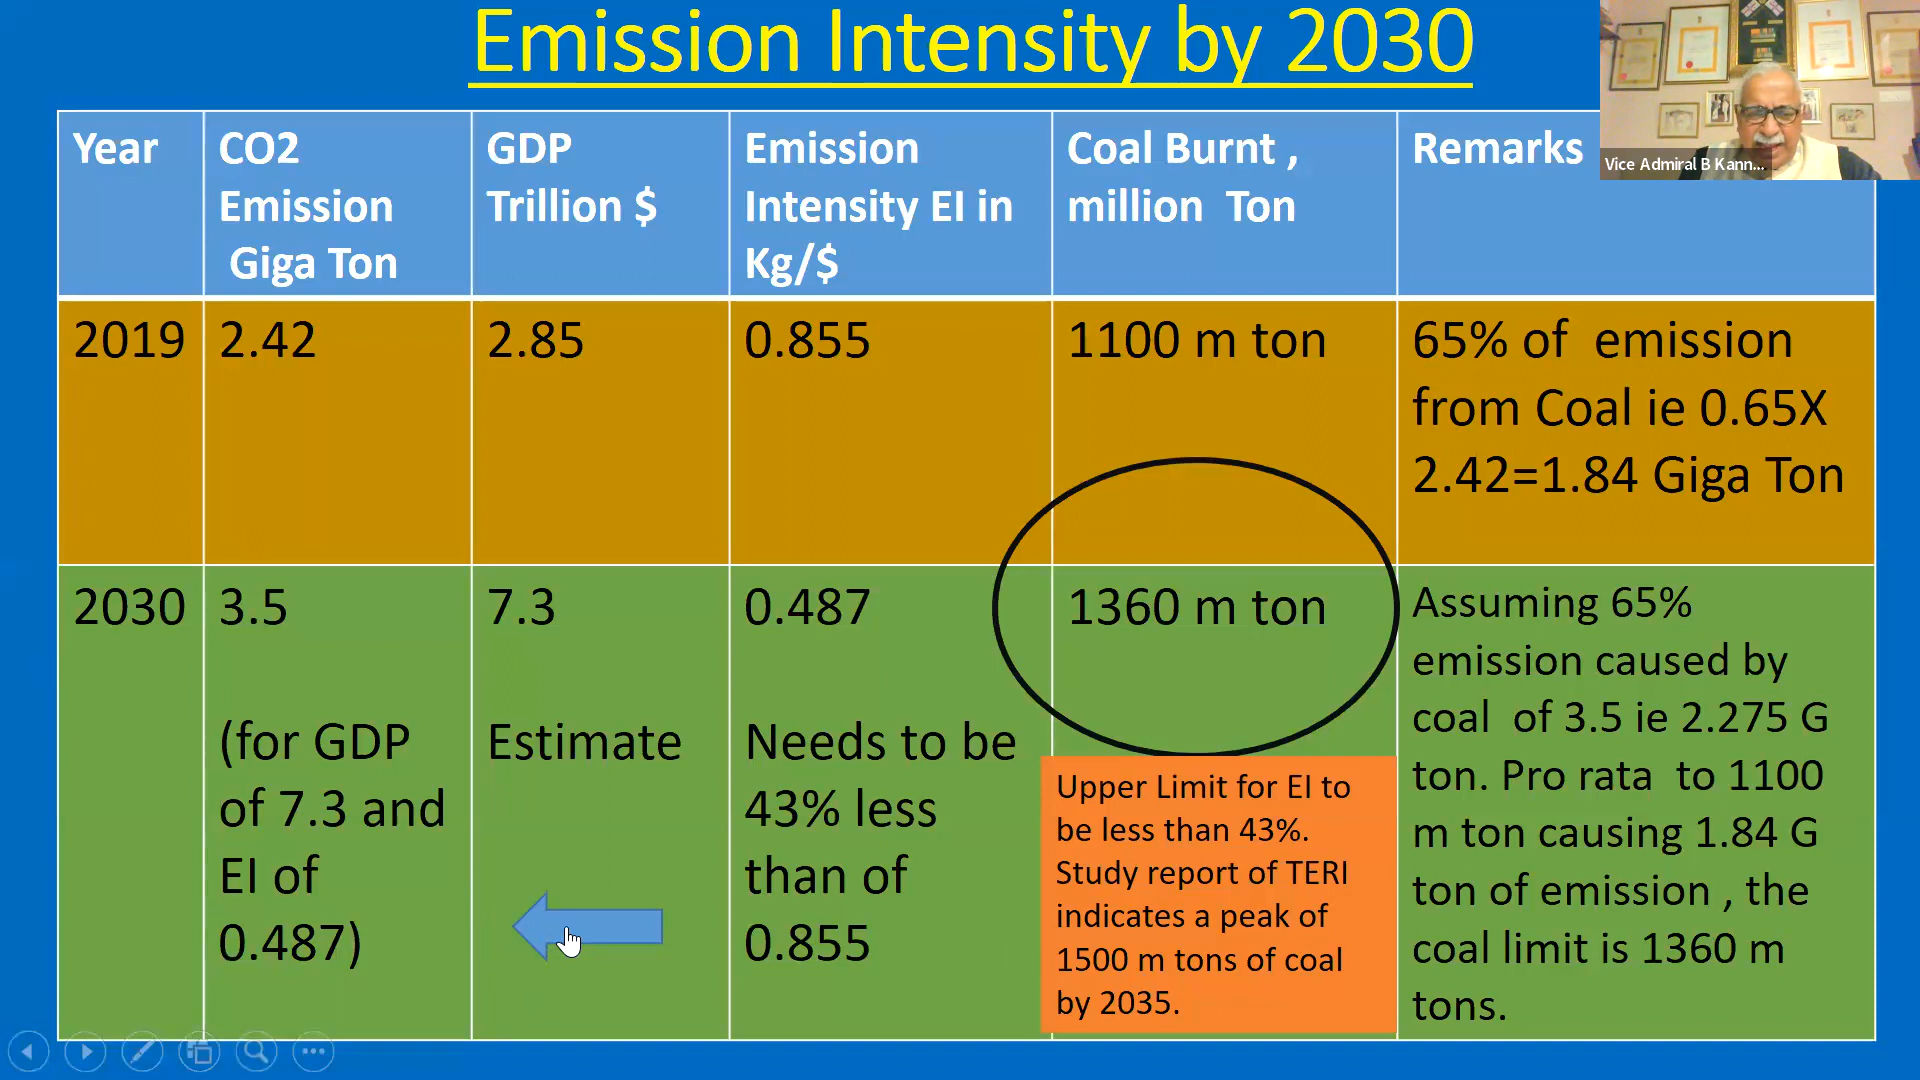 Emission Intensity by 2030
Vice Admiral B Kann...
Year
CO2
Emission
Giga Ton
GDP
Trillion $
Emission
Intensity EI in
Kg/$
Coal Burnt ,
million Ton
Remarks
2019
2.42
2.85
0.855
1100 m ton
65% of emission
from Coal ie 0.65X
2.42=1.84 Giga Ton
2030
3.5
(for GDP
of 7.3 and
EI of
0.487)
7.3
Estimate
0.487
Needs to be
43% less
than of
0.855
1360 m ton
Upper Limit for EI to
be less than 43%.
Study report of TERI
indicates a peak of
1500 m tons of coal
by 2035.
Assuming 65%
emission caused by
coal of 3.5 ie 2.275 G
ton. Pro rata to 1100
m ton causing 1.84 G
ton of emission , the
coal limit is 1360 m
tons.